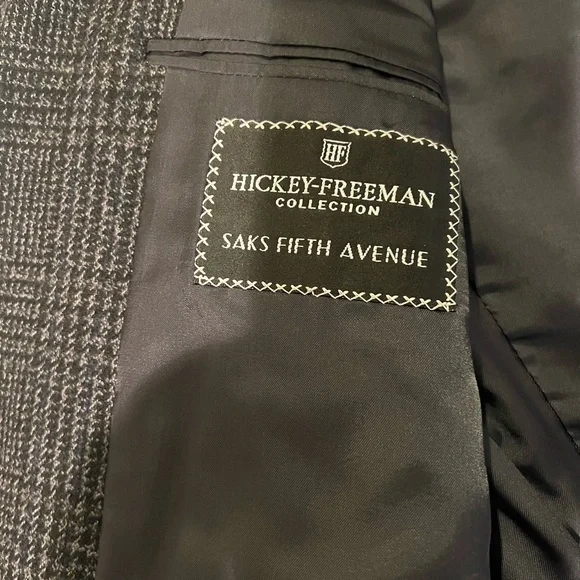 HF
HICKEY-FREEMAN
COLLECTION
SAKS FIFTH AVENUE